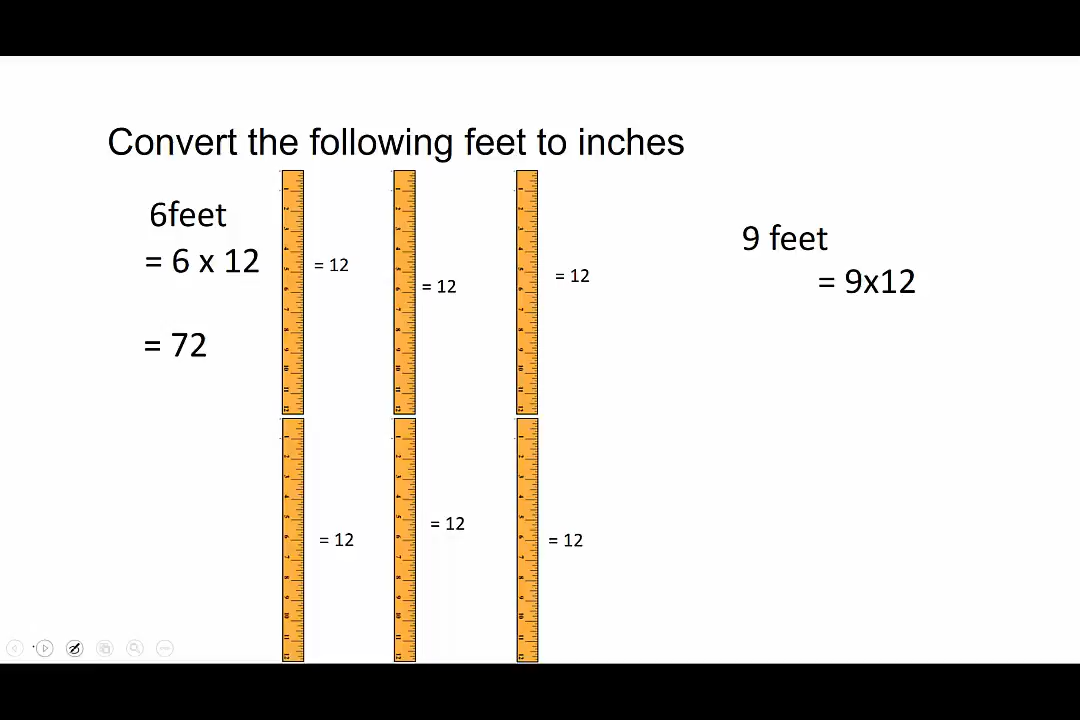 Convert the following feet to inches
6feet
= 6 x 12
= 72
= 12
= 12
= 12
= 12
= 12
= 12
9 feet
= 9x12